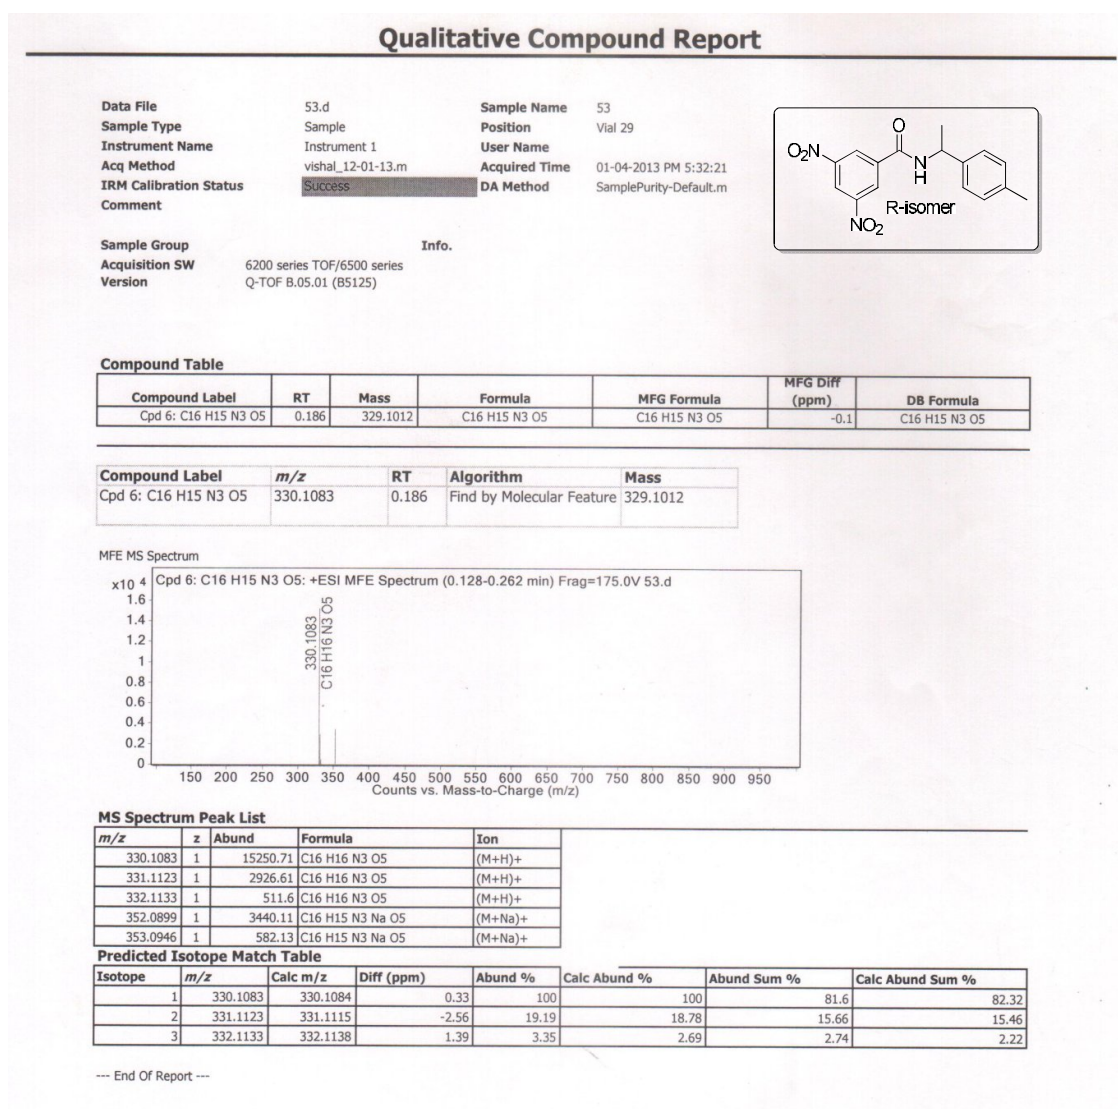 Qualitative Compound Report
Data File 53.d Sample Name 53
Sample Type Sample Position Vial 29
Instrument Name Instrument 1 User Name
Acq Method vishal_12-01-13.m Acquired Time 01-04-2013 PM 5:32:21
IRM Calibration Status Success DA Method SamplePurity-Default.m
Comment
O
O2N
N
H
R-isomer
NO2
Sample Group Info.
Acquisition SW 6200 series TOF/6500 series
Version Q-TOF B.05.01 (B5125)
Compound Table
Compound Label RT Mass Formula MFG Formula MFG Diff (ppm) DB Formula
Cpd 6: C16 H15 N3 O5 0.186 329.1012 C16 H15 N3 O5 C16 H15 N3 O5 -0.1 C16 H15 N3 O5
Compound Label m/z RT Algorithm Mass
Cpd 6: C16 H15 N3 O5 330.1083 0.186 Find by Molecular Feature 329.1012
MFE MS Spectrum
x10 4 Cpd 6: C16 H15 N3 O5: +ESI MFE Spectrum (0.128-0.262 min) Frag=175.0V 53.d
1.6
1.4
1.2
1
0.8
0.6
0.4
0.2
0
330.1083
C16 H16 N3 O5
150 200 250 300 350 400 450 500 550 600 650 700 750 800 850 900 950
Counts vs. Mass-to-Charge (m/z)
MS Spectrum Peak List
m/z z Abund Formula Ion
330.1083 1 15250.71 C16 H16 N3 O5 (M+H)+
331.1123 1 2926.61 C16 H16 N3 O5 (M+H)+
332.1133 1 511.6 C16 H16 N3 O5 (M+H)+
352.0899 1 3440.11 C16 H15 N3 Na O5 (M+Na)+
353.0946 1 582.13 C16 H15 N3 Na O5 (M+Na)+
Predicted Isotope Match Table
Isotope m/z Calc m/z Diff (ppm) Abund % Calc Abund % Abund Sum % Calc Abund Sum %
1 330.1083 330.1084 0.33 100 100 81.6 82.32
2 331.1123 331.1115 -2.56 19.19 18.78 15.66 15.46
3 332.1133 332.1138 1.39 3.35 2.69 2.74 2.22
--- End Of Report ---